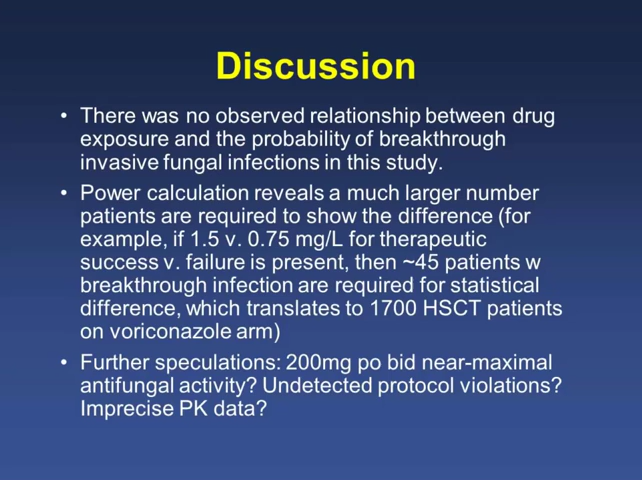 Discussion
• There was no observed relationship between drug
exposure and the probability of breakthrough
invasive fungal infections in this study.
• Power calculation reveals a much larger number
patients are required to show the difference (for
example, if 1.5 v. 0.75 mg/L for therapeutic
success v. failure is present, then ~45 patients w
breakthrough infection are required for statistical
difference, which translates to 1700 HSCT patients
on voriconazole arm)
• Further speculations: 200mg po bid near-maximal
antifungal activity? Undetected protocol violations?
Imprecise PK data?